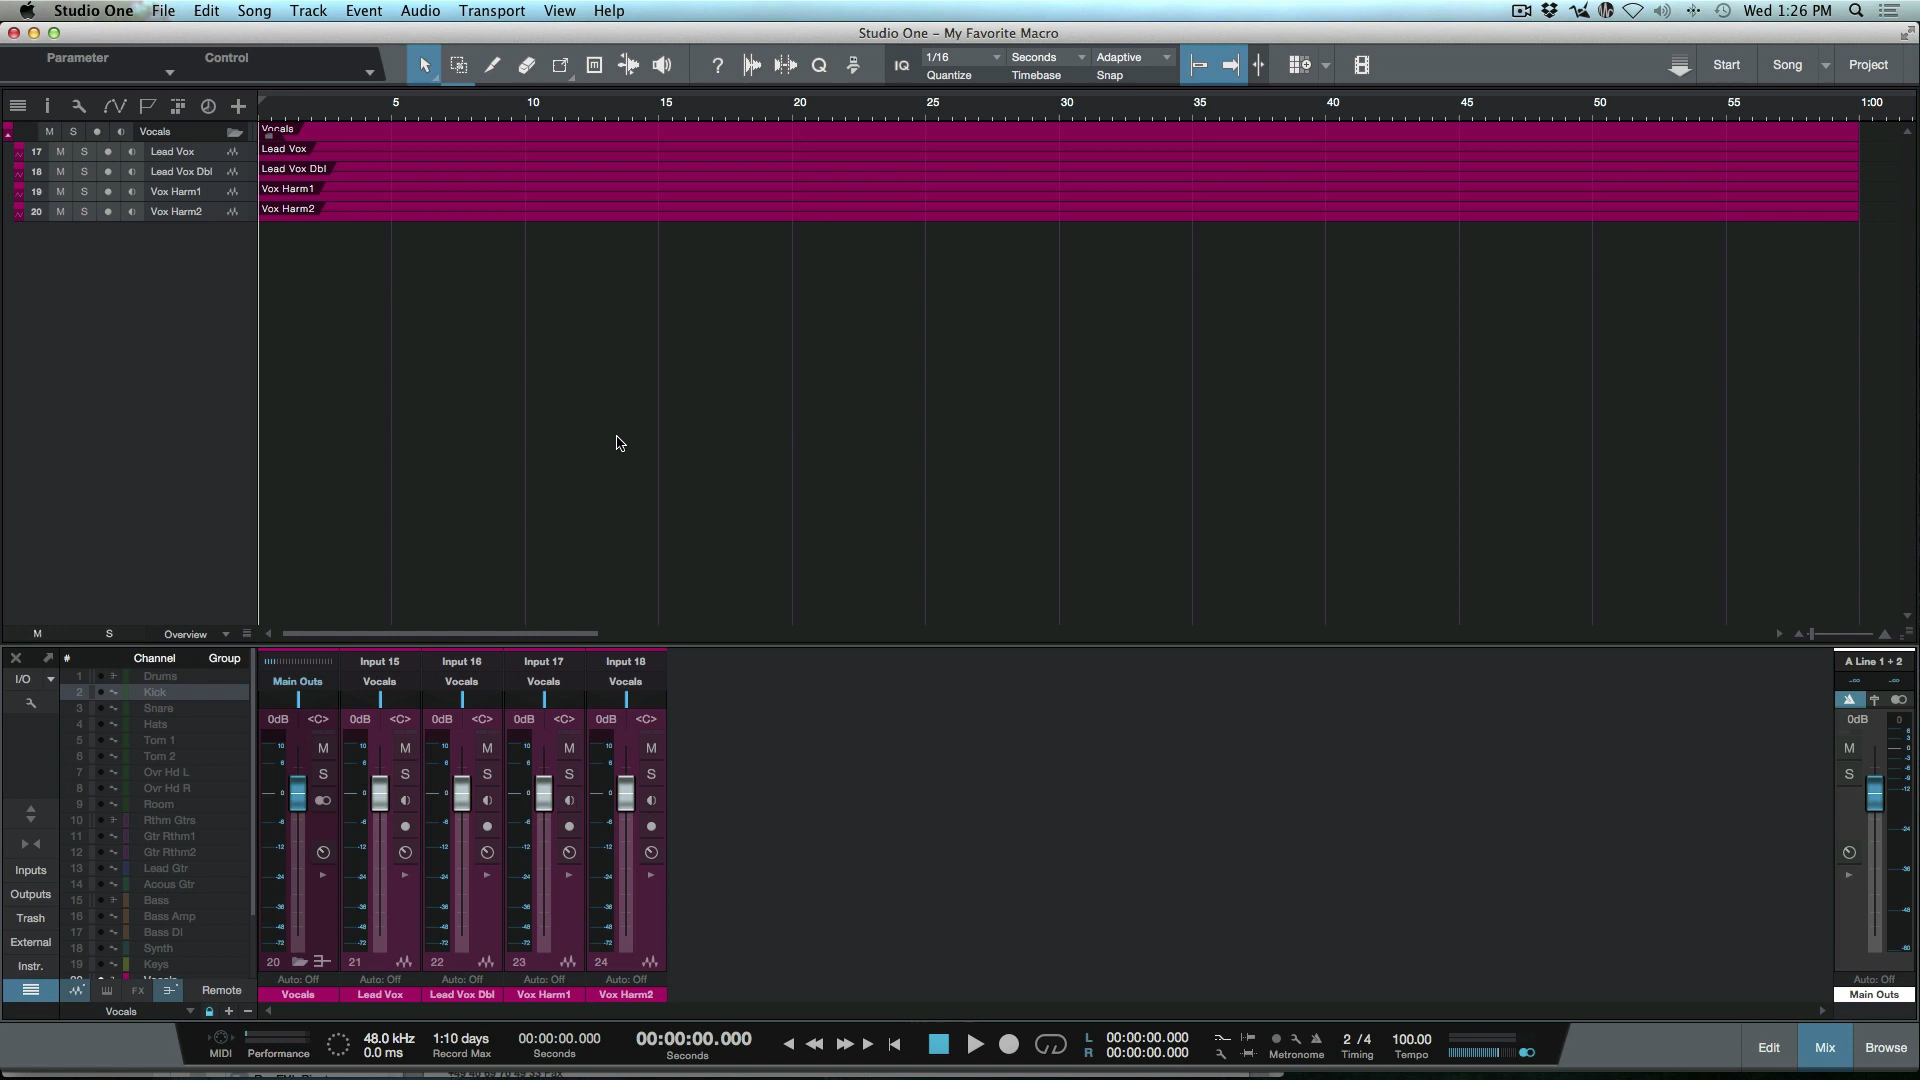 Studio One File Edit Song Track Event Audio Transport View Help Wed 1:26 PM
Studio One - My Favorite Macro
Parameter Control
1/16 Seconds Adaptive
IQ Quantize Timebase Snap
Start Song Project
5 10 15 20 25 30 35 40 45 50 55 1:00
M S Vocals Vocals
17 M S Lead Vox Lead Vox
18 M S Lead Vox Dbl Lead Vox Dbl
19 M S Vox Harm1 Vox Harm1
20 M S Vox Harm2 Vox Harm2
M S Overview
# Channel Group
I/O
1 Drums
2 Kick
3 Snare
4 Hats
5 Tom 1
6 Tom 2
7 Ovr Hd L
8 Ovr Hd R
9 Room
10 Rthm Gtrs
11 Gtr Rthm1
12 Gtr Rthm2
13 Lead Gtr
14 Acous Gtr
15 Bass
16 Bass Amp
17 Bass DI
18 Synth
19 Keys
Inputs
Outputs
Trash
External
Instr.
FX Remote
Vocals
Input 15 Input 16 Input 17 Input 18 A Line 1 + 2
Main Outs Vocals Vocals Vocals Vocals
0dB <C> 0dB <C> 0dB <C> 0dB <C> 0dB <C> 0dB 0
M M M M M M
S S S S S S
20 21 22 23 24
Auto: Off Auto: Off Auto: Off Auto: Off Auto: Off Auto: Off
Vocals Lead Vox Lead Vox Dbl Vox Harm1 Vox Harm2 Main Outs
48.0 kHz 1:10 days 00:00:00.000 00:00:00.000 L 00:00:00.000 2 / 4 100.00
MIDI Performance 0.0 ms Record Max Seconds Seconds R 00:00:00.000 Metronome Timing Tempo
Edit Mix Browse